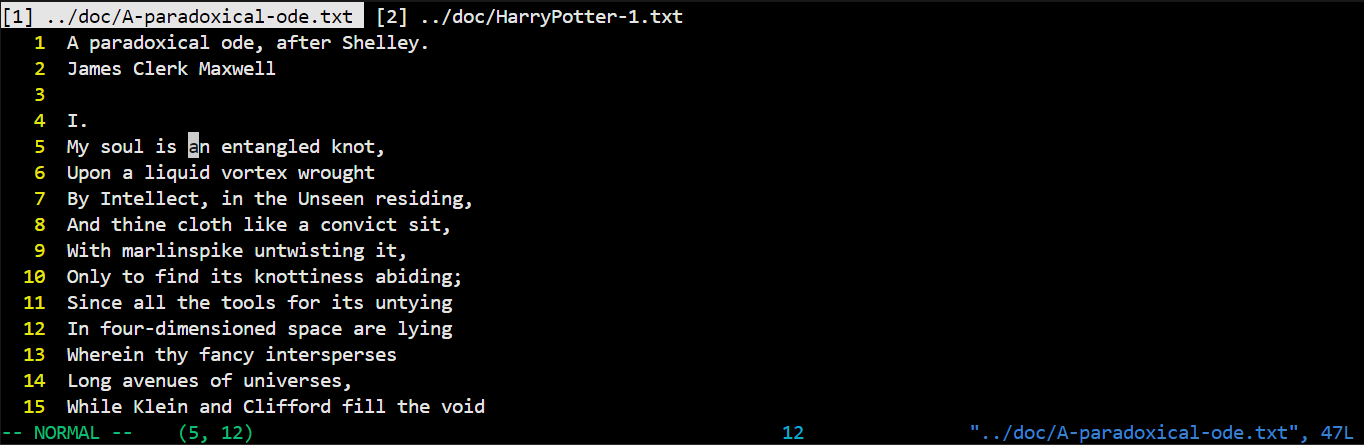 [1] ../doc/A-paradoxical-ode.txt [2] ../doc/HarryPotter-1.txt
1 A paradoxical ode, after Shelley.
2 James Clerk Maxwell
3
4 I.
5 My soul is an entangled knot,
6 Upon a liquid vortex wrought
7 By Intellect, in the Unseen residing,
8 And thine cloth like a convict sit,
9 With marlinspike untwisting it,
10 Only to find its knottiness abiding;
11 Since all the tools for its untying
12 In four-dimensioned space are lying
13 Wherein thy fancy intersperses
14 Long avenues of universes,
15 While Klein and Clifford fill the void
-- NORMAL -- (5, 12) 12 "../doc/A-paradoxical-ode.txt", 47L